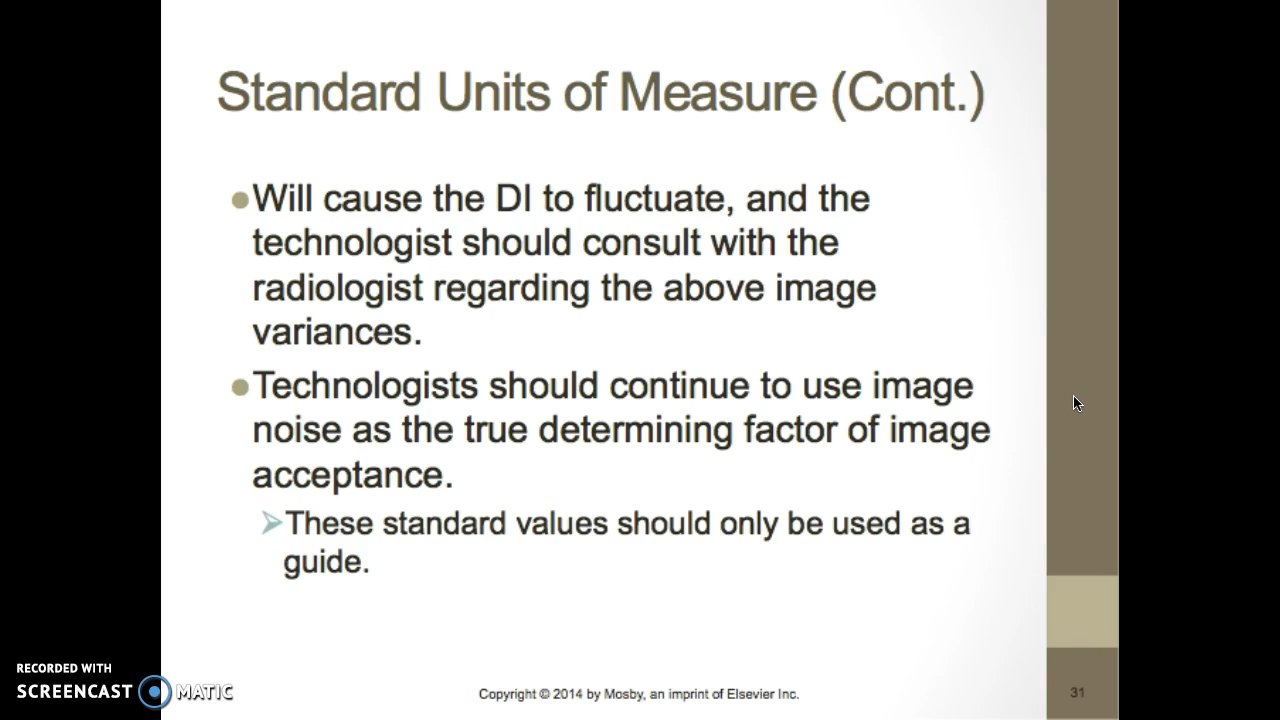 Standard Units of Measure (Cont.)
Will cause the DI to fluctuate, and the
technologist should consult with the
radiologist regarding the above image
variances.
Technologists should continue to use image
noise as the true determining factor of image
acceptance.
These standard values should only be used as a
guide.
RECORDED WITH
SCREENCAST MATIC
Copyright © 2014 by Mosby, an imprint of Elsevier Inc.
31